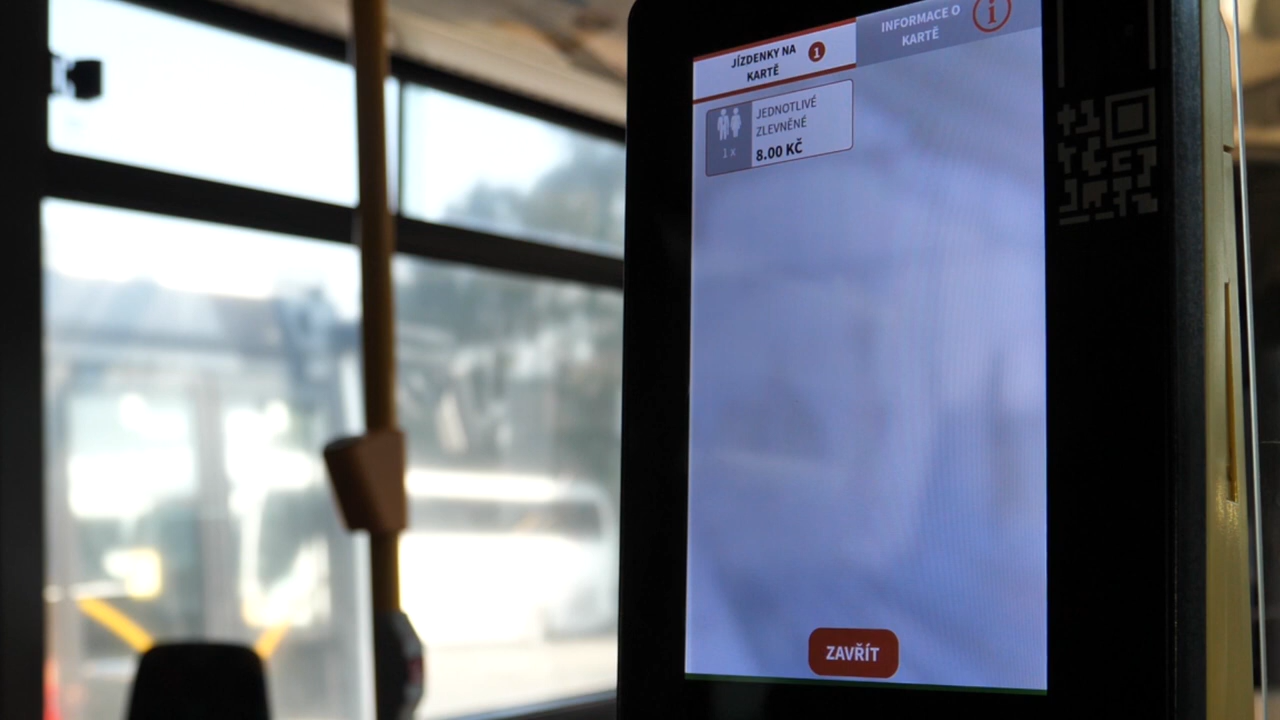 JÍZDENKY NA
KARTĚ
1
INFORMACE O
KARTĚ
i
JEDNOTLIVÉ
ZLEVNĚNÉ
1 X
8.00 KČ
ZAVŘÍT